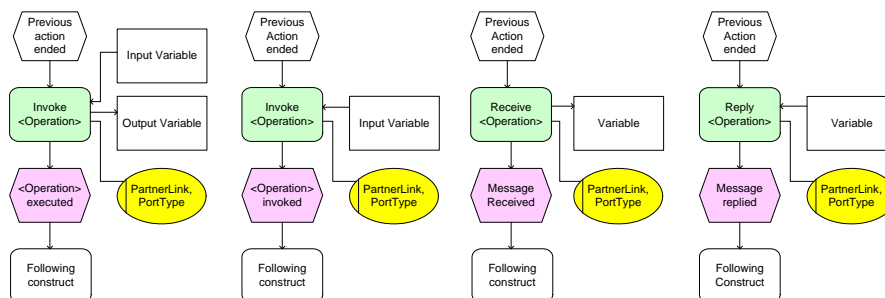 Previous
action
ended
Input Variable
Invoke
<Operation>
Output Variable
<Operation>
executed
PartnerLink,
PortType
Following
construct
Previous
Action
ended
Invoke
<Operation>
Input Variable
<Operation>
invoked
PartnerLink,
PortType
Following
construct
Previous
Action
ended
Receive
<Operation>
Variable
Message
Received
PartnerLink,
PortType
Following
construct
Previous
Action
ended
Reply
<Operation>
Variable
Message
replied
PartnerLink,
PortType
Following
Construct